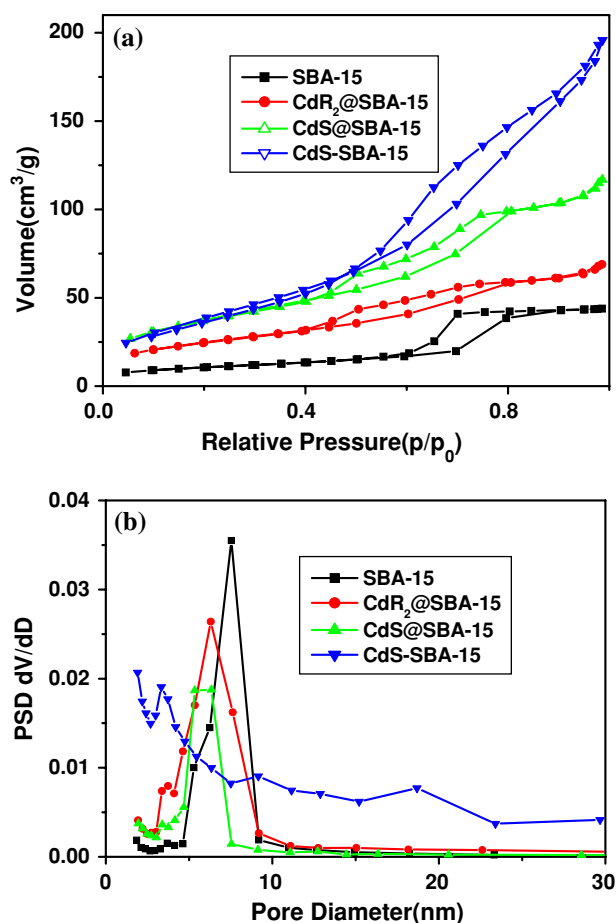 (a)
200
150
100
50
0
Volume(cm³/g)
SBA-15
CdR₂@SBA-15
CdS@SBA-15
CdS-SBA-15
0.0 0.4 0.8
Relative Pressure(p/p₀)
(b)
0.04
0.03
0.02
0.01
0.00
PSD dV/dD
SBA-15
CdR₂@SBA-15
CdS@SBA-15
CdS-SBA-15
0 10 20 30
Pore Diameter(nm)